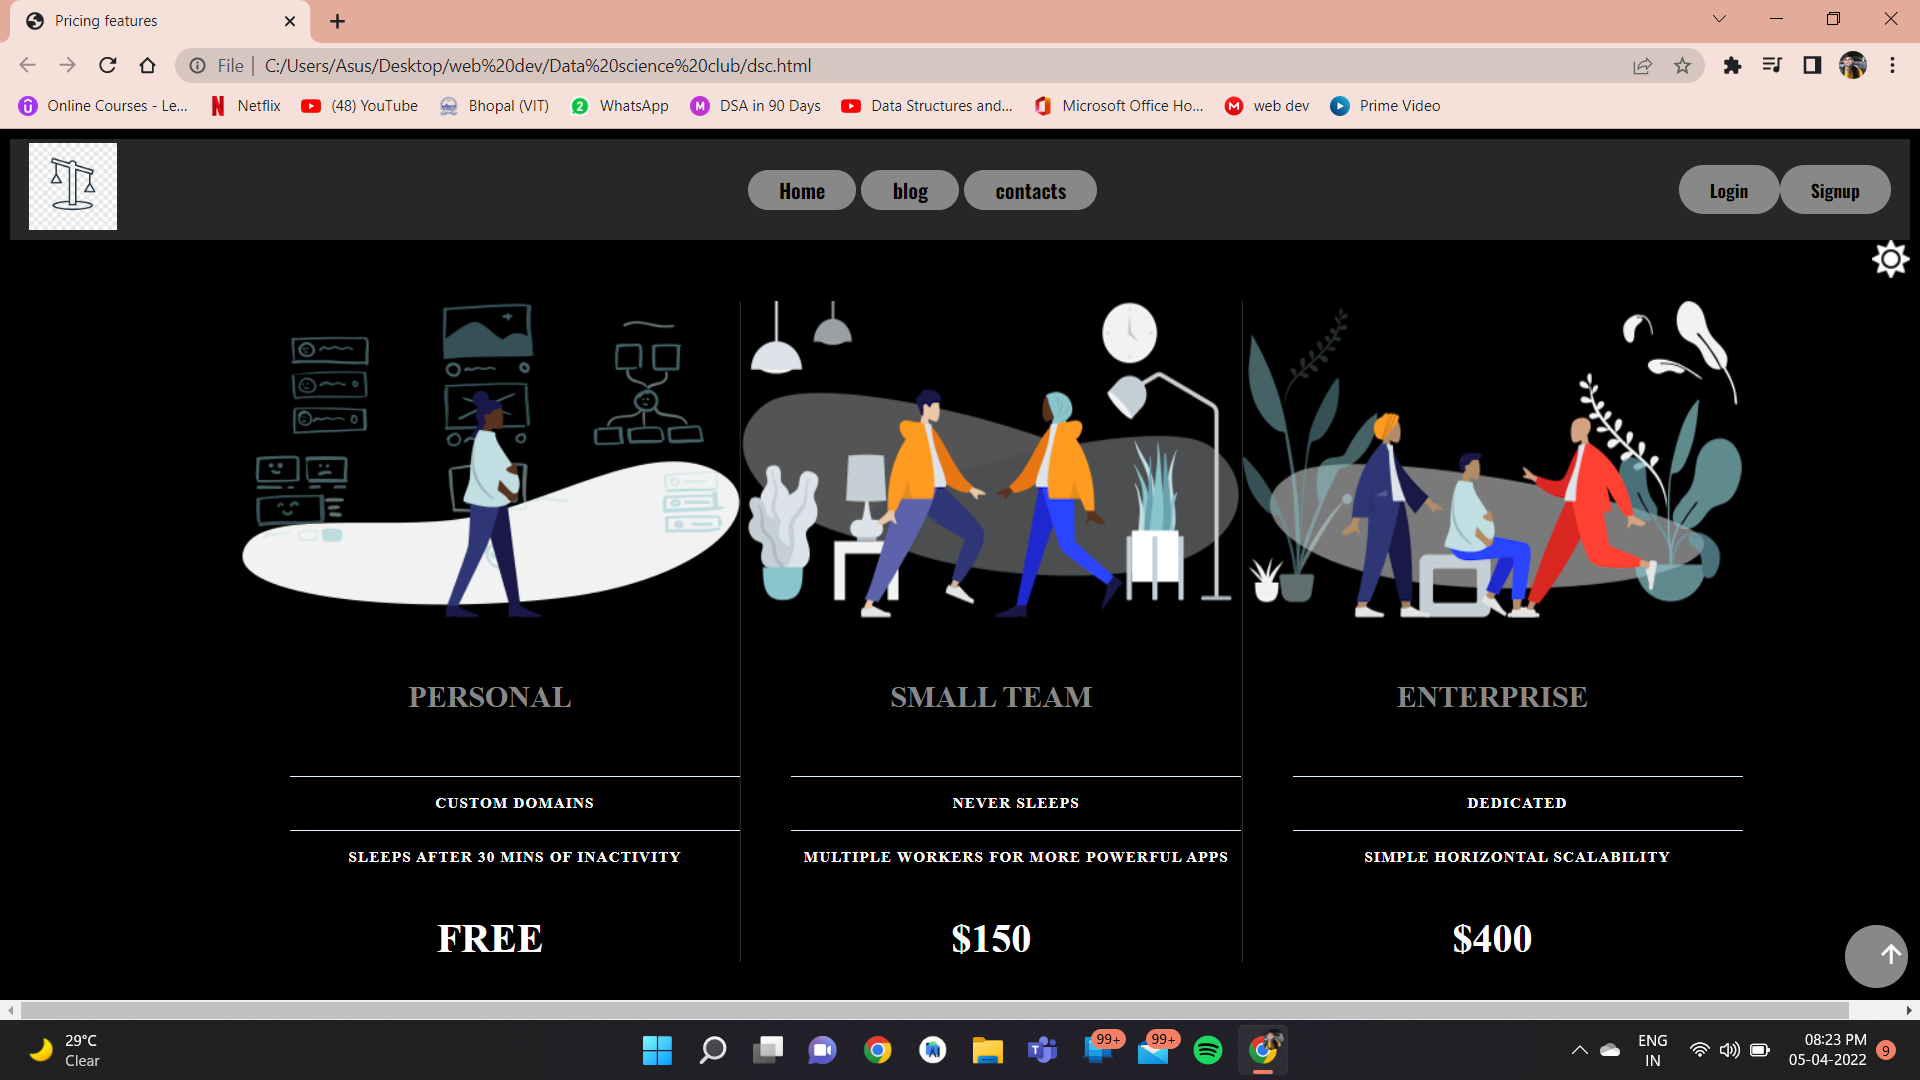 Pricing features
File | C:/Users/Asus/Desktop/web%20dev/Data%20science%20club/dsc.html
Online Courses - Le... Netflix (48) YouTube Bhopal (VIT) 2 WhatsApp M DSA in 90 Days Data Structures and... Microsoft Office Ho... M web dev Prime Video
Home blog contacts Login Signup
PERSONAL SMALL TEAM ENTERPRISE
CUSTOM DOMAINS NEVER SLEEPS DEDICATED
SLEEPS AFTER 30 MINS OF INACTIVITY MULTIPLE WORKERS FOR MORE POWERFUL APPS SIMPLE HORIZONTAL SCALABILITY
FREE $150 $400
29°C
Clear
99+ 99+
ENG
IN
08:23 PM
05-04-2022
9